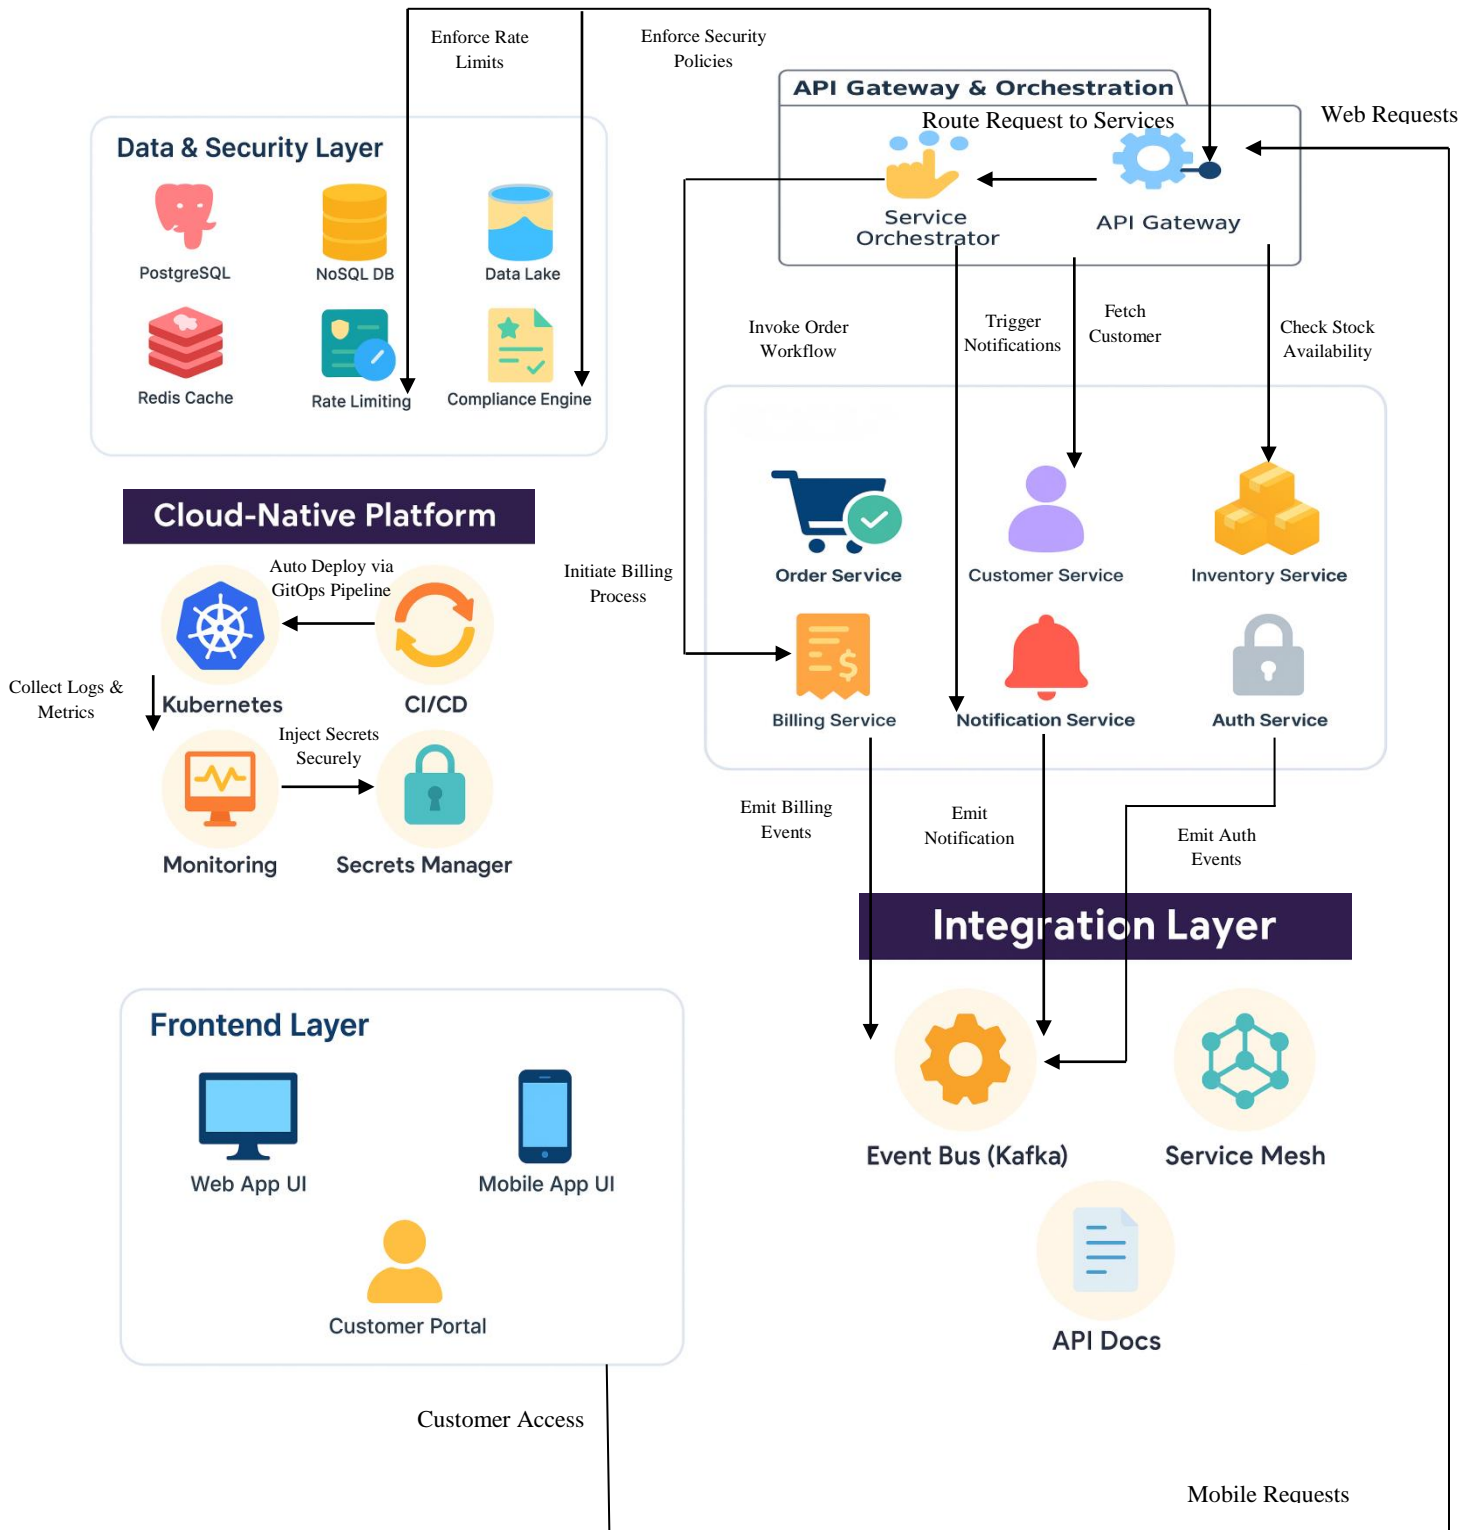 Enforce Rate
Limits
Enforce Security
Policies
API Gateway & Orchestration
Route Request to Services
Web Requests
Service
Orchestrator
API Gateway
Data & Security Layer
PostgreSQL
NoSQL DB
Data Lake
Redis Cache
Rate Limiting
Compliance Engine
Invoke Order
Workflow
Trigger
Notifications
Fetch
Customer
Check Stock
Availability
Cloud-Native Platform
Auto Deploy via
GitOps Pipeline
Kubernetes
CI/CD
Collect Logs &
Metrics
Inject Secrets
Securely
Monitoring
Secrets Manager
Initiate Billing
Process
Order Service
Customer Service
Inventory Service
$
Billing Service
Notification Service
Auth Service
Emit Billing
Events
Emit
Notification
Emit Auth
Events
Integration Layer
Event Bus (Kafka)
Service Mesh
API Docs
Frontend Layer
Web App UI
Mobile App UI
Customer Portal
Customer Access
Mobile Requests